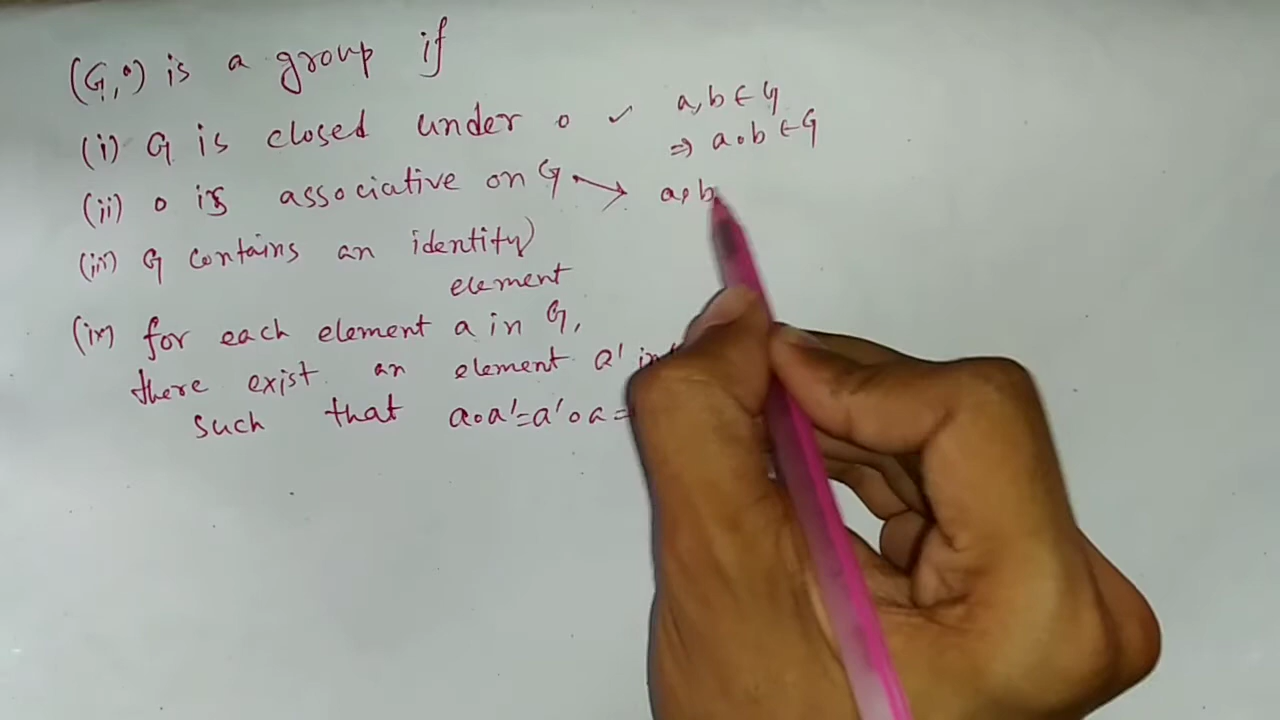 (G, o) is a group if
(i) G is closed under o ✓ a, b ∈ G
⇒ a o b ∈ G
(ii) o is associative on G → a, b
(iii) G contains an identity
element
(iv) for each element a in G,
there exist an element a' in
such that a o a' = a' o a =